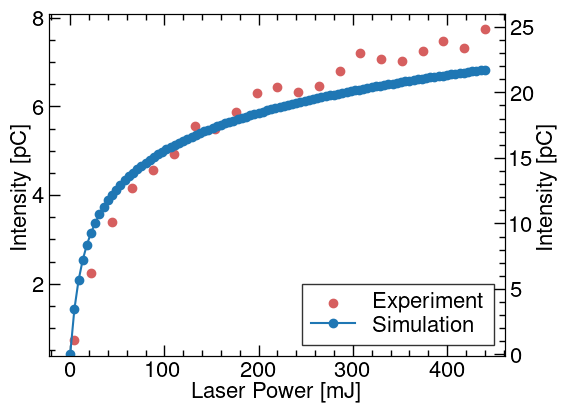 8
6
4
2
Intensity [pC]
25
20
15
10
5
0
Intensity [pC]
Experiment
Simulation
0 100 200 300 400
Laser Power [mJ]